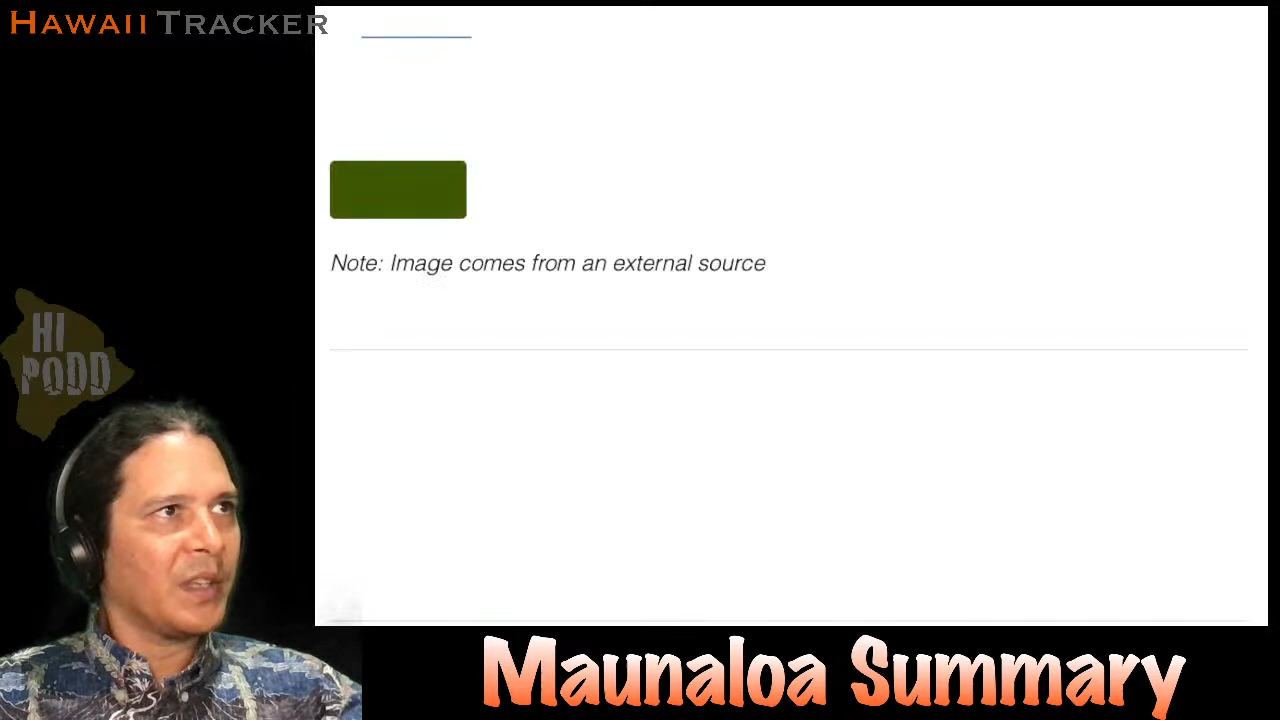 HAWAII TRACKER
Note: Image comes from an external source
HI
PODD
Maunaloa Summary